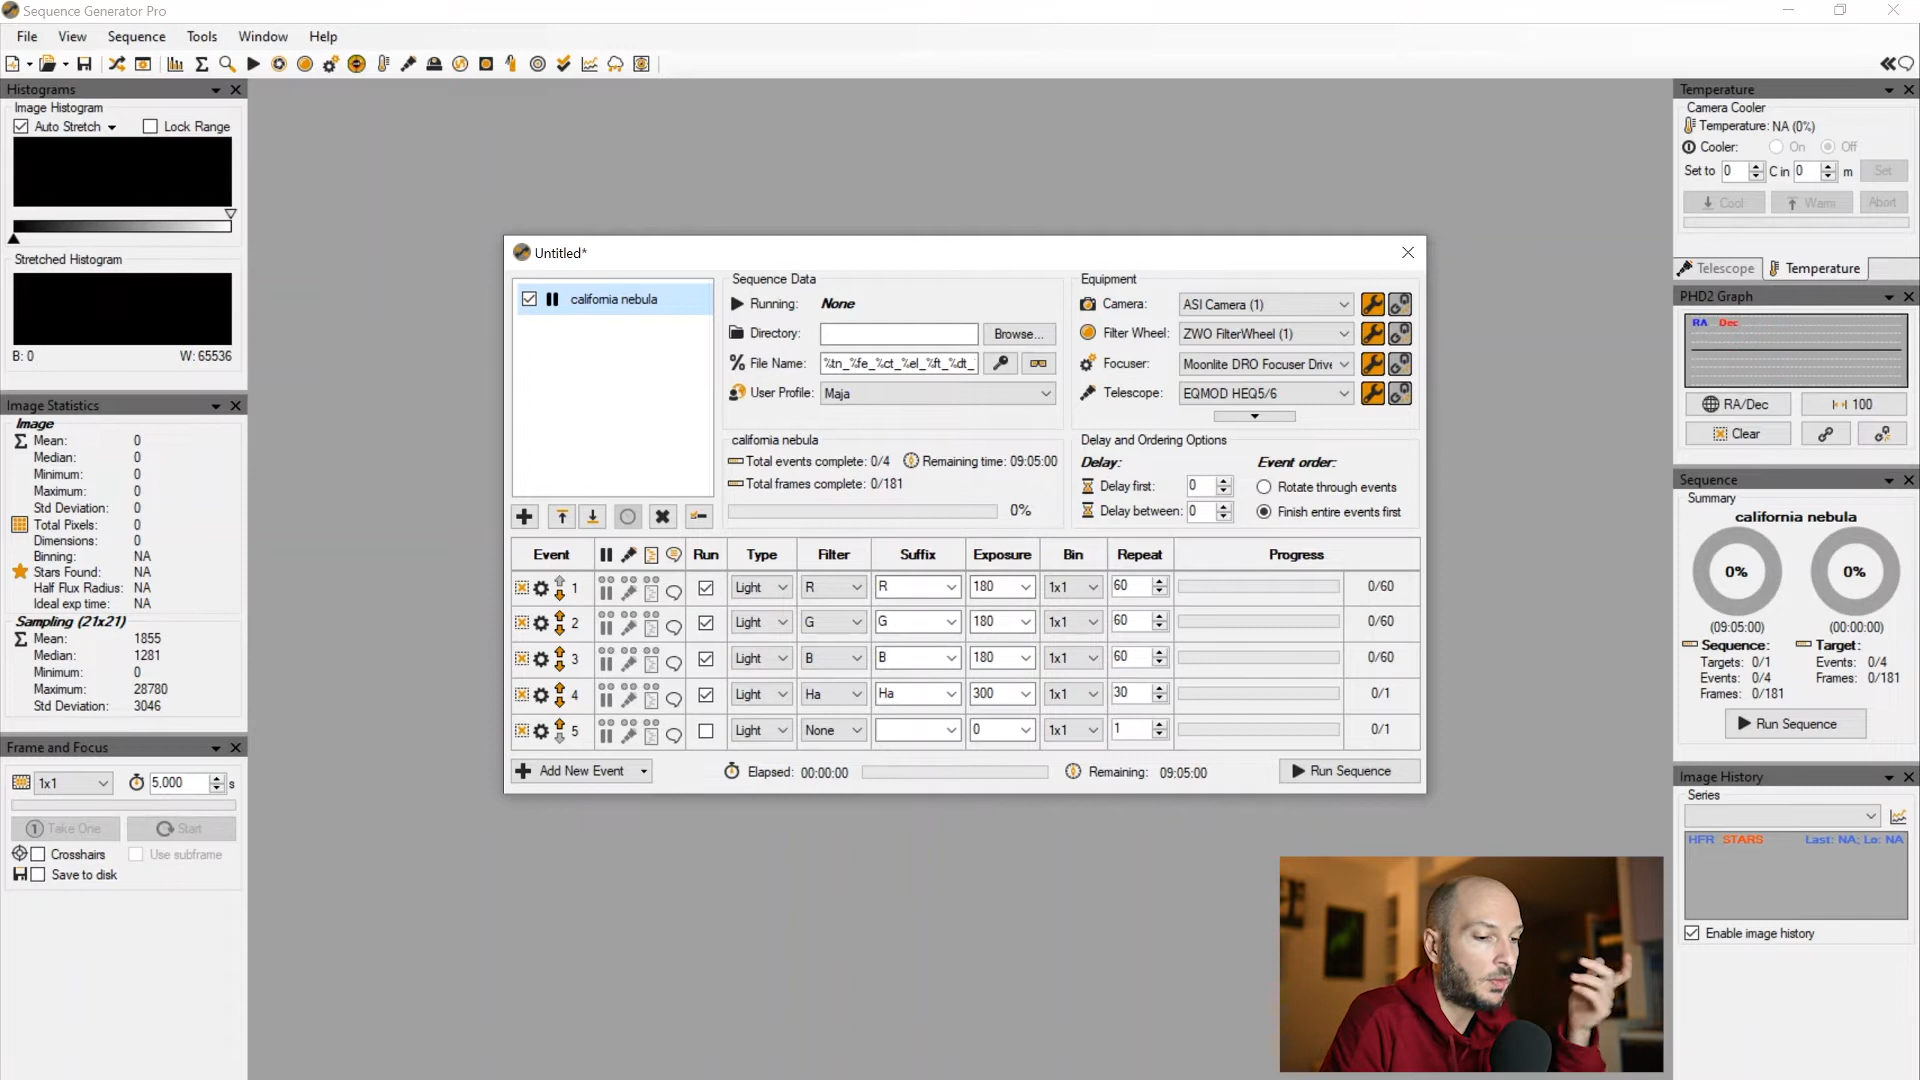 Sequence Generator Pro
File View Sequence Tools Window Help
Histograms
Image Histogram
Auto Stretch Lock Range
Stretched Histogram
B: 0 W: 65536
Image Statistics
Image
Mean: 0
Median: 0
Minimum: 0
Maximum: 0
Std Deviation: 0
Total Pixels: 0
Dimensions: 0
Binning: NA
Stars Found: NA
Half Flux Radius: NA
Ideal exp time: NA
Sampling (21x21)
Mean: 1855
Median: 1281
Minimum: 0
Maximum: 28780
Std Deviation: 3046
Frame and Focus
1x1 5,000 s
Take One Start
Crosshairs Use subframe
Save to disk
Untitled*
california nebula
Sequence Data
Running: None
Directory: Browse...
File Name: %tn_%fe_%ct_%el_%ft_%dt_
User Profile: Maja
california nebula
Total events complete: 0/4 Remaining time: 09:05:00
Total frames complete: 0/181
0%
Equipment
Camera: ASI Camera (1)
Filter Wheel: ZWO FilterWheel (1)
Focuser: Moonlite DRO Focuser Drive
Telescope: EQMOD HEQ5/6
Delay and Ordering Options
Delay: Event order:
Delay first: 0 Rotate through events
Delay between: 0 Finish entire events first
Event Run Type Filter Suffix Exposure Bin Repeat Progress
1 Light R R 180 1x1 60 0/60
2 Light G G 180 1x1 60 0/60
3 Light B B 180 1x1 60 0/60
4 Light Ha Ha 300 1x1 30 0/1
5 Light None 0 1x1 1 0/1
Add New Event Elapsed: 00:00:00 Remaining: 09:05:00 Run Sequence
Temperature
Camera Cooler
Temperature: NA (0%)
Cooler: On Off
Set to 0 C in 0 m Set
Cool Warm Abort
Telescope Temperature
PHD2 Graph
RA Dec
RA/Dec 100
Clear
Sequence
Summary
california nebula
0% 0%
(09:05:00) (00:00:00)
Sequence: Target:
Targets: 0/1 Events: 0/4
Events: 0/4 Frames: 0/181
Frames: 0/181
Run Sequence
Image History
Series
HFR STARS Last: NA; Lo: NA
Enable image history